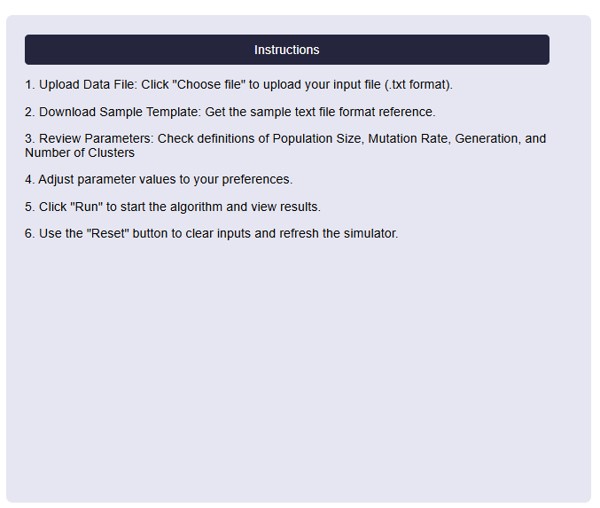 Instructions
1. Upload Data File: Click "Choose file" to upload your input file (.txt format).
2. Download Sample Template: Get the sample text file format reference.
3. Review Parameters: Check definitions of Population Size, Mutation Rate, Generation, and
Number of Clusters
4. Adjust parameter values to your preferences.
5. Click "Run" to start the algorithm and view results.
6. Use the "Reset" button to clear inputs and refresh the simulator.